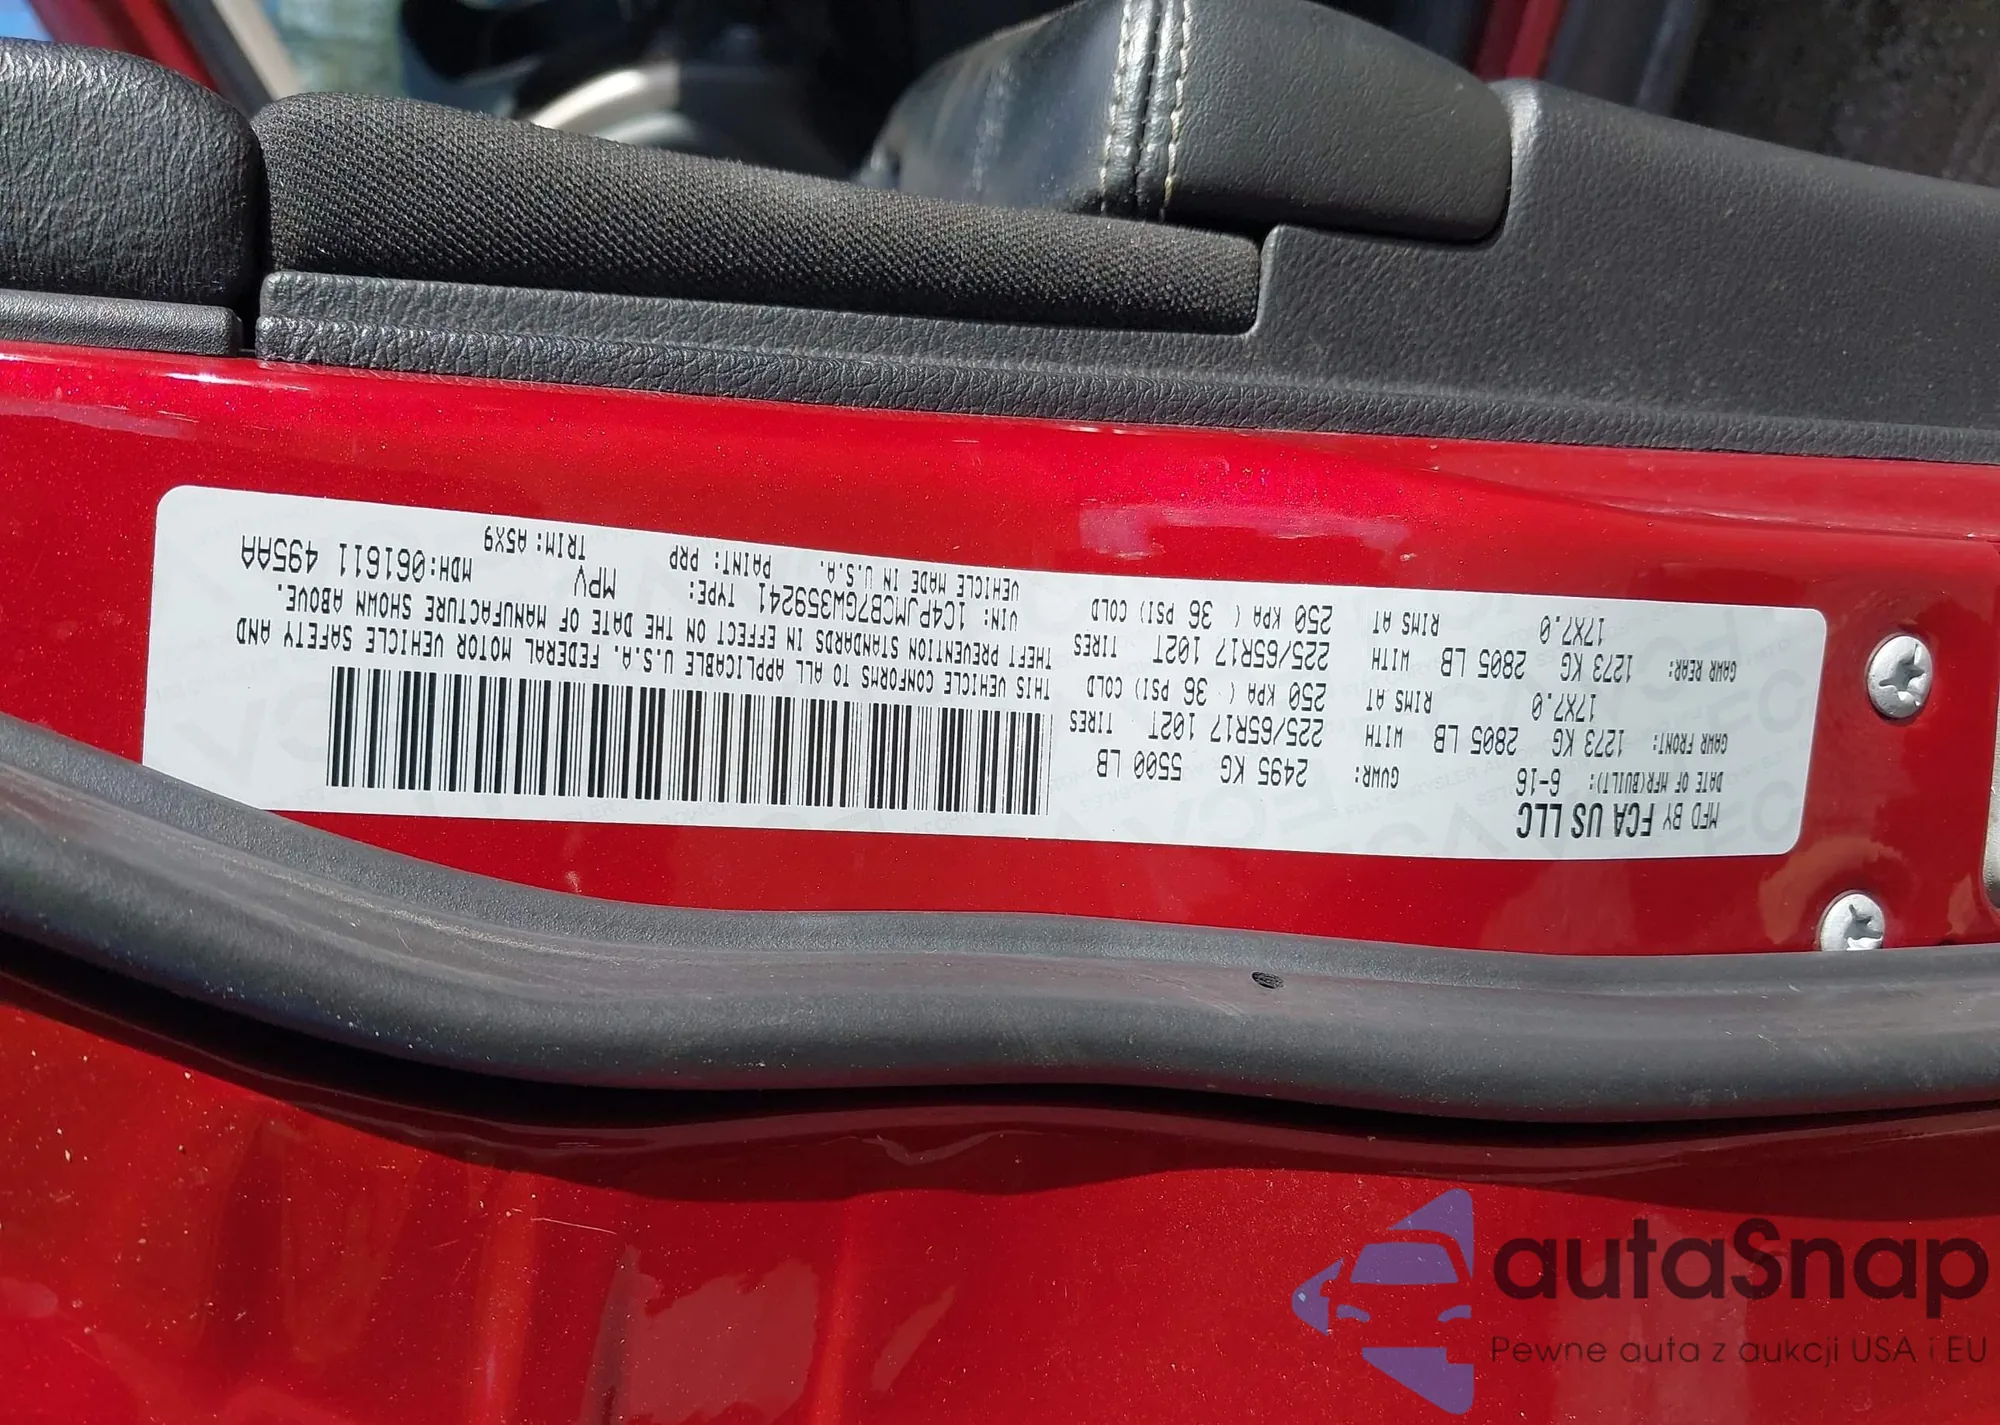 MFD BY FCA US LLC
DATE OF MFR(BUILT): 6-16 GVWR: 2495 KG 5500 LB
GAWR FRONT: 1273 KG 2805 LB WITH 225/65R17 102T TIRES
17X7.0 RIMS AT 250 KPA ( 36 PSI) COLD
GAWR REAR: 1273 KG 2805 LB WITH 225/65R17 102T TIRES
17X7.0 RIMS AT 250 KPA ( 36 PSI) COLD
THIS VEHICLE CONFORMS TO ALL APPLICABLE U.S.A. FEDERAL MOTOR VEHICLE SAFETY AND
THEFT PREVENTION STANDARDS IN EFFECT ON THE DATE OF MANUFACTURE SHOWN ABOVE.
VIN: 1C4PJMCB7GW359241 TYPE: MPV MDH:061611 495AA
VEHICLE MADE IN U.S.A. PAINT: PRP TRIM: A5X9
autaSnap
Pewne auta z aukcji USA i EU